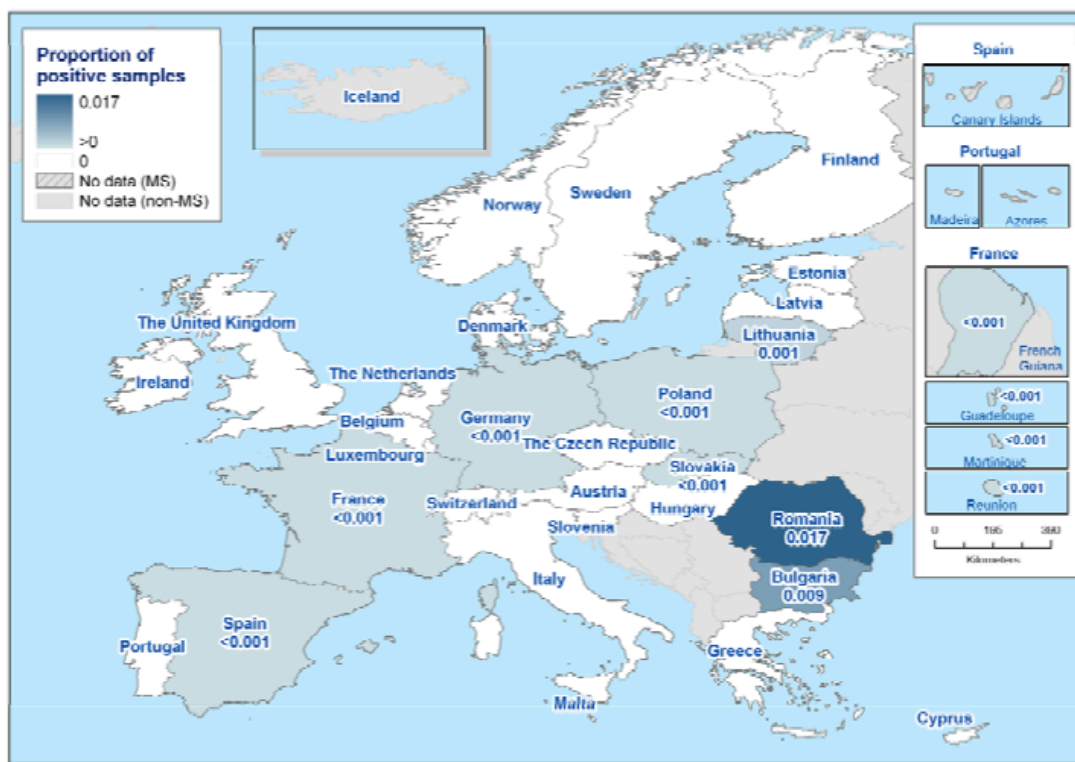 Proportion of
positive samples
0.017
>0
0
No data (MS)
No data (non-MS)
Iceland
Norway
Sweden
Finland
Estonia
Latvia
Lithuania
0.001
The United Kingdom
Ireland
Denmark
The Netherlands
Belgium
Luxembourg
Germany
<0.001
Poland
<0.001
The Czech Republic
Slovakia
<0.001
France
<0.001
Switzerland
Austria
Hungary
Slovenia
Romania
0.017
Bulgaria
0.009
Italy
Spain
<0.001
Portugal
Greece
Malta
Cyprus
Spain
Canary Islands
Portugal
Madeira
Azores
France
<0.001
French
Guiana
<0.001
Guadeloupe
<0.001
Martinique
<0.001
Reunion
0
195
390
Kilometers